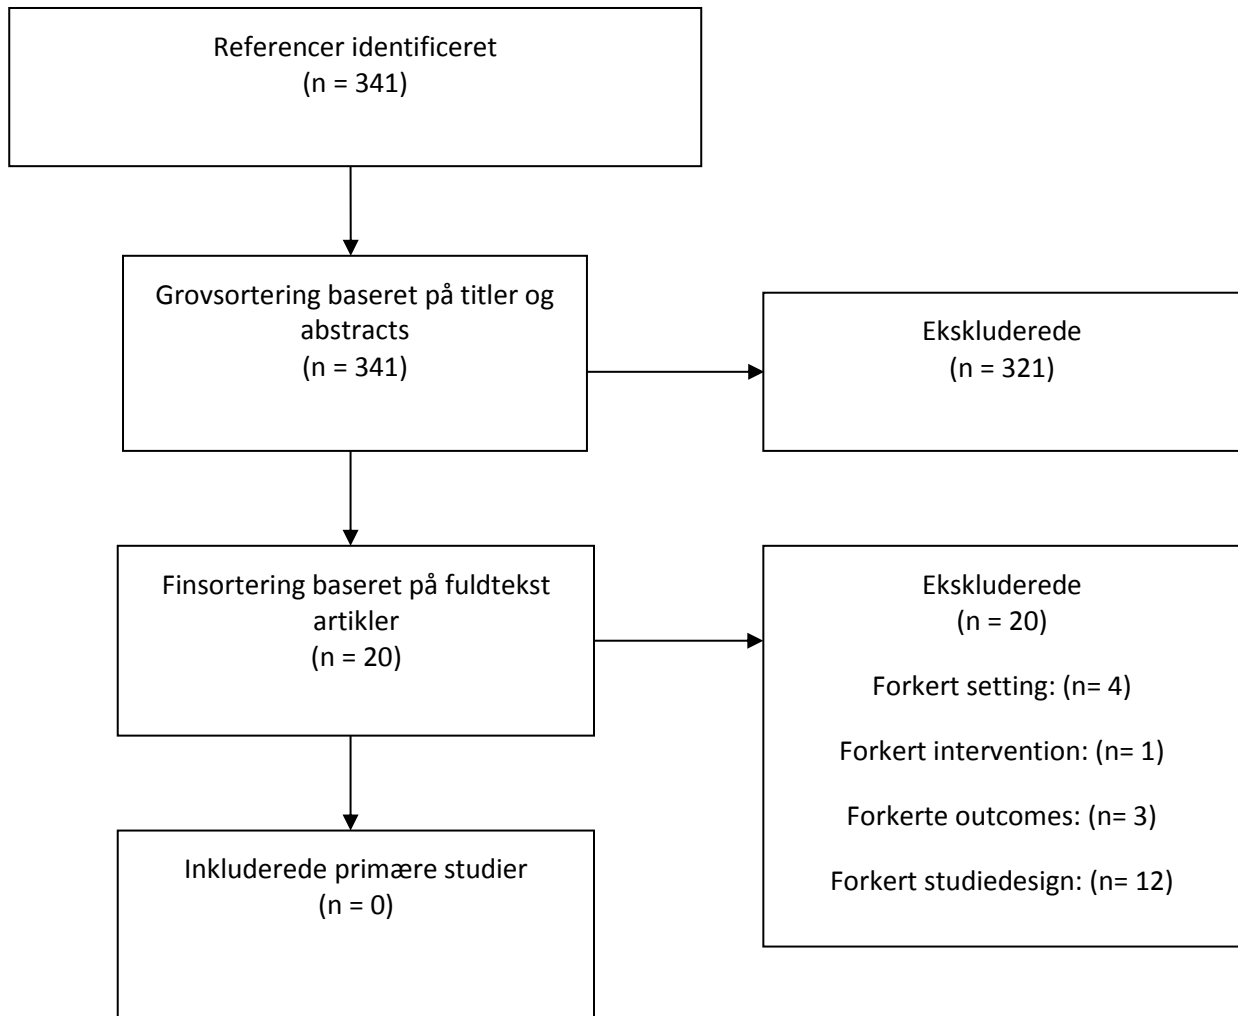 Referencer identificeret
(n = 341)
Grovsortering baseret på titler og
abstracts
(n = 341)
Ekskluderede
(n = 321)
Finsortering baseret på fuldtekst
artikler
(n = 20)
Ekskluderede
(n = 20)
Forkert setting: (n= 4)
Forkert intervention: (n= 1)
Forkerte outcomes: (n= 3)
Forkert studiedesign: (n= 12)
Inkluderede primære studier
(n = 0)